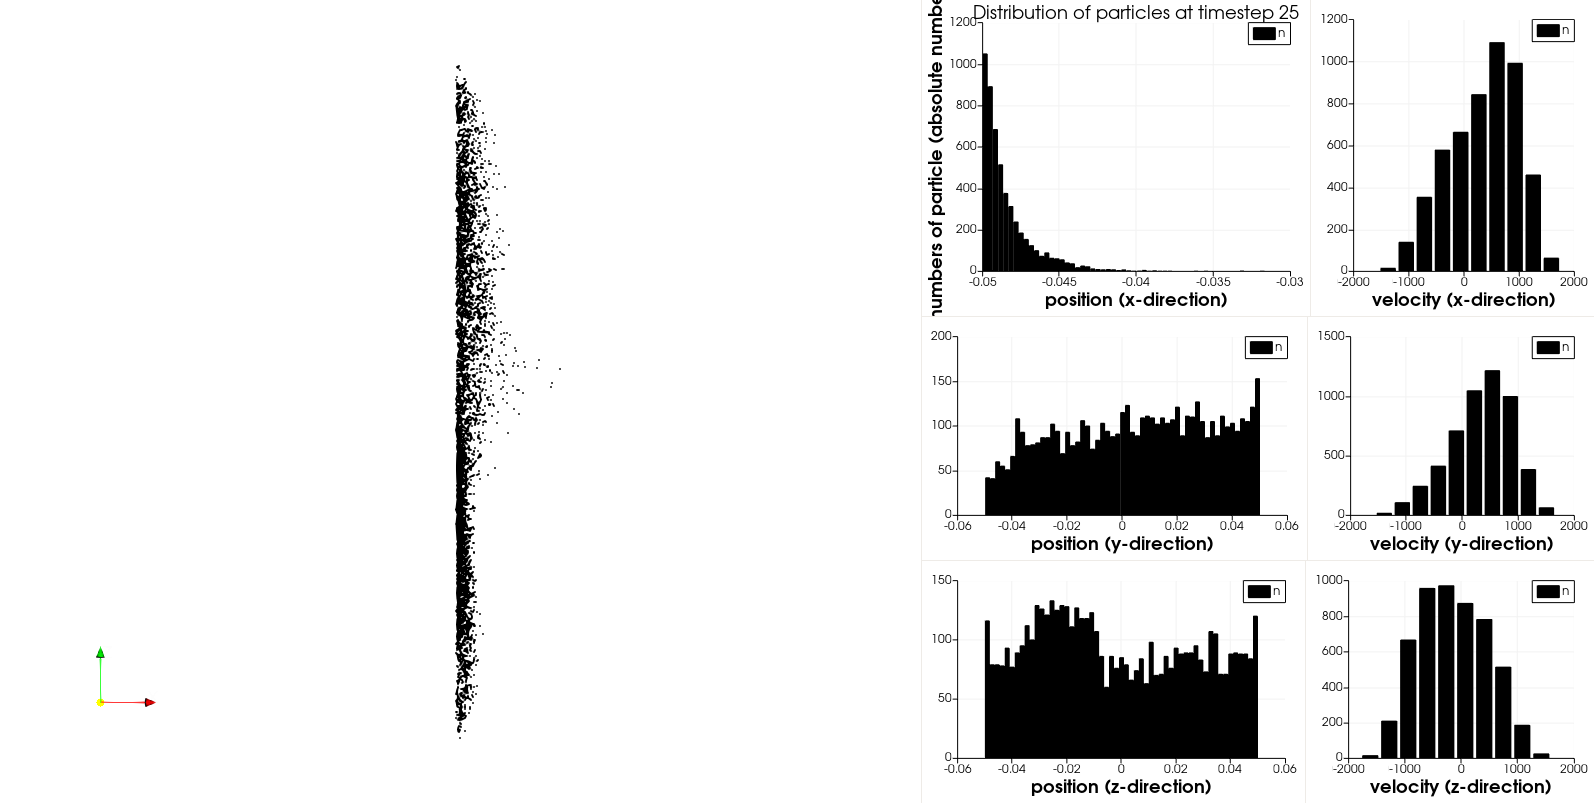 Distribution of particles at timestep 25
numbers of particle (absolute numbe
1200
1000
800
600
400
200
0
-0.05 -0.045 -0.04 -0.035 -0.03
position (x-direction)
n
1200
1000
800
600
400
200
0
-2000 -1000 0 1000 2000
velocity (x-direction)
n
200
150
100
50
0
-0.06 -0.04 -0.02 0 0.02 0.04 0.06
position (y-direction)
n
1500
1000
500
0
-2000 -1000 0 1000 2000
velocity (y-direction)
n
150
100
50
0
-0.06 -0.04 -0.02 0 0.02 0.04 0.06
position (z-direction)
n
1000
800
600
400
200
0
-2000 -1000 0 1000 2000
velocity (z-direction)
n